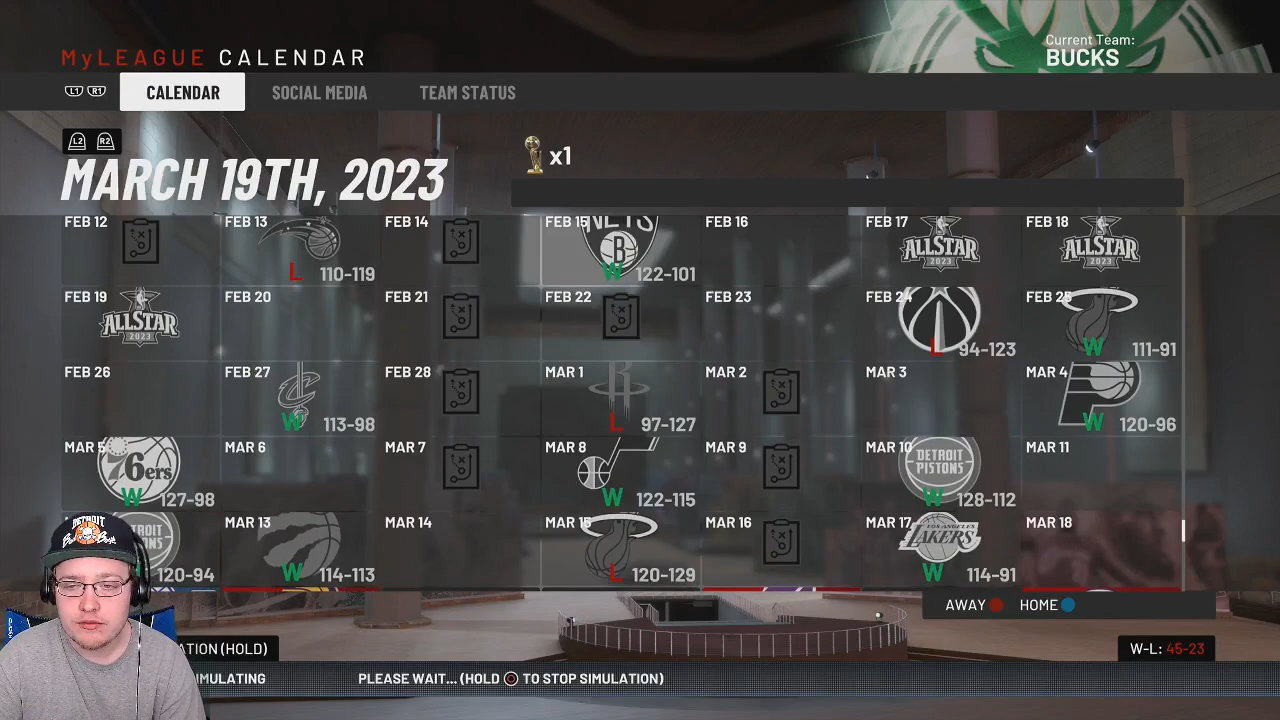 MyLEAGUE CALENDAR
Current Team:
BUCKS
L1 R1 CALENDAR SOCIAL MEDIA TEAM STATUS
L2 R2
MARCH 19TH, 2023
x1
FEB 12 FEB 13 FEB 14 FEB 15 FEB 16 FEB 17 FEB 18
NETS B ALLSTAR 2023 ALLSTAR 2023
L 110-119 W 122-101
FEB 19 FEB 20 FEB 21 FEB 22 FEB 23 FEB 24 FEB 25
ALLSTAR 2023
L 94-123 W 111-91
FEB 26 FEB 27 FEB 28 MAR 1 MAR 2 MAR 3 MAR 4
C R
W 113-98 L 97-127 W 120-96
MAR 5 MAR 6 MAR 7 MAR 8 MAR 9 MAR 10 MAR 11
76ers DETROIT PISTONS
W 127-98 W 122-115 W 128-112
MAR 13 MAR 14 MAR 15 MAR 16 MAR 17 MAR 18
LOS ANGELES LAKERS
120-94 W 114-113 L 120-129 W 114-91
DETROIT
AWAY HOME
ATION (HOLD)
W-L: 45-23
IMULATING PLEASE WAIT... (HOLD TO STOP SIMULATION)